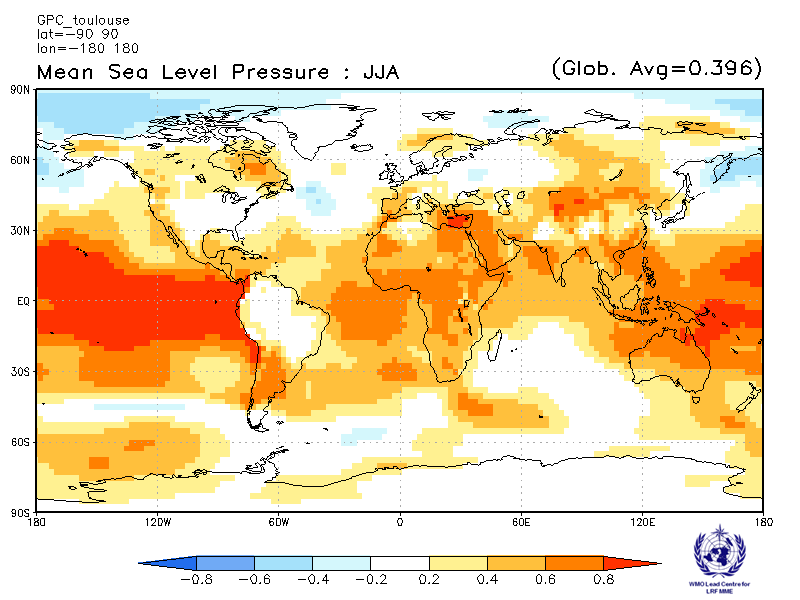 GPC_toulouse
lat=−90 90
lon=−180 180
Mean Sea Level Pressure : JJA
(Glob. Avg=0.396)
90N
60N
30N
EQ
30S
60S
90S
180 120W 60W 0 60E 120E 180
−0.8 −0.6 −0.4 −0.2 0.2 0.4 0.6 0.8
WMO Lead Centre for
LRF MME